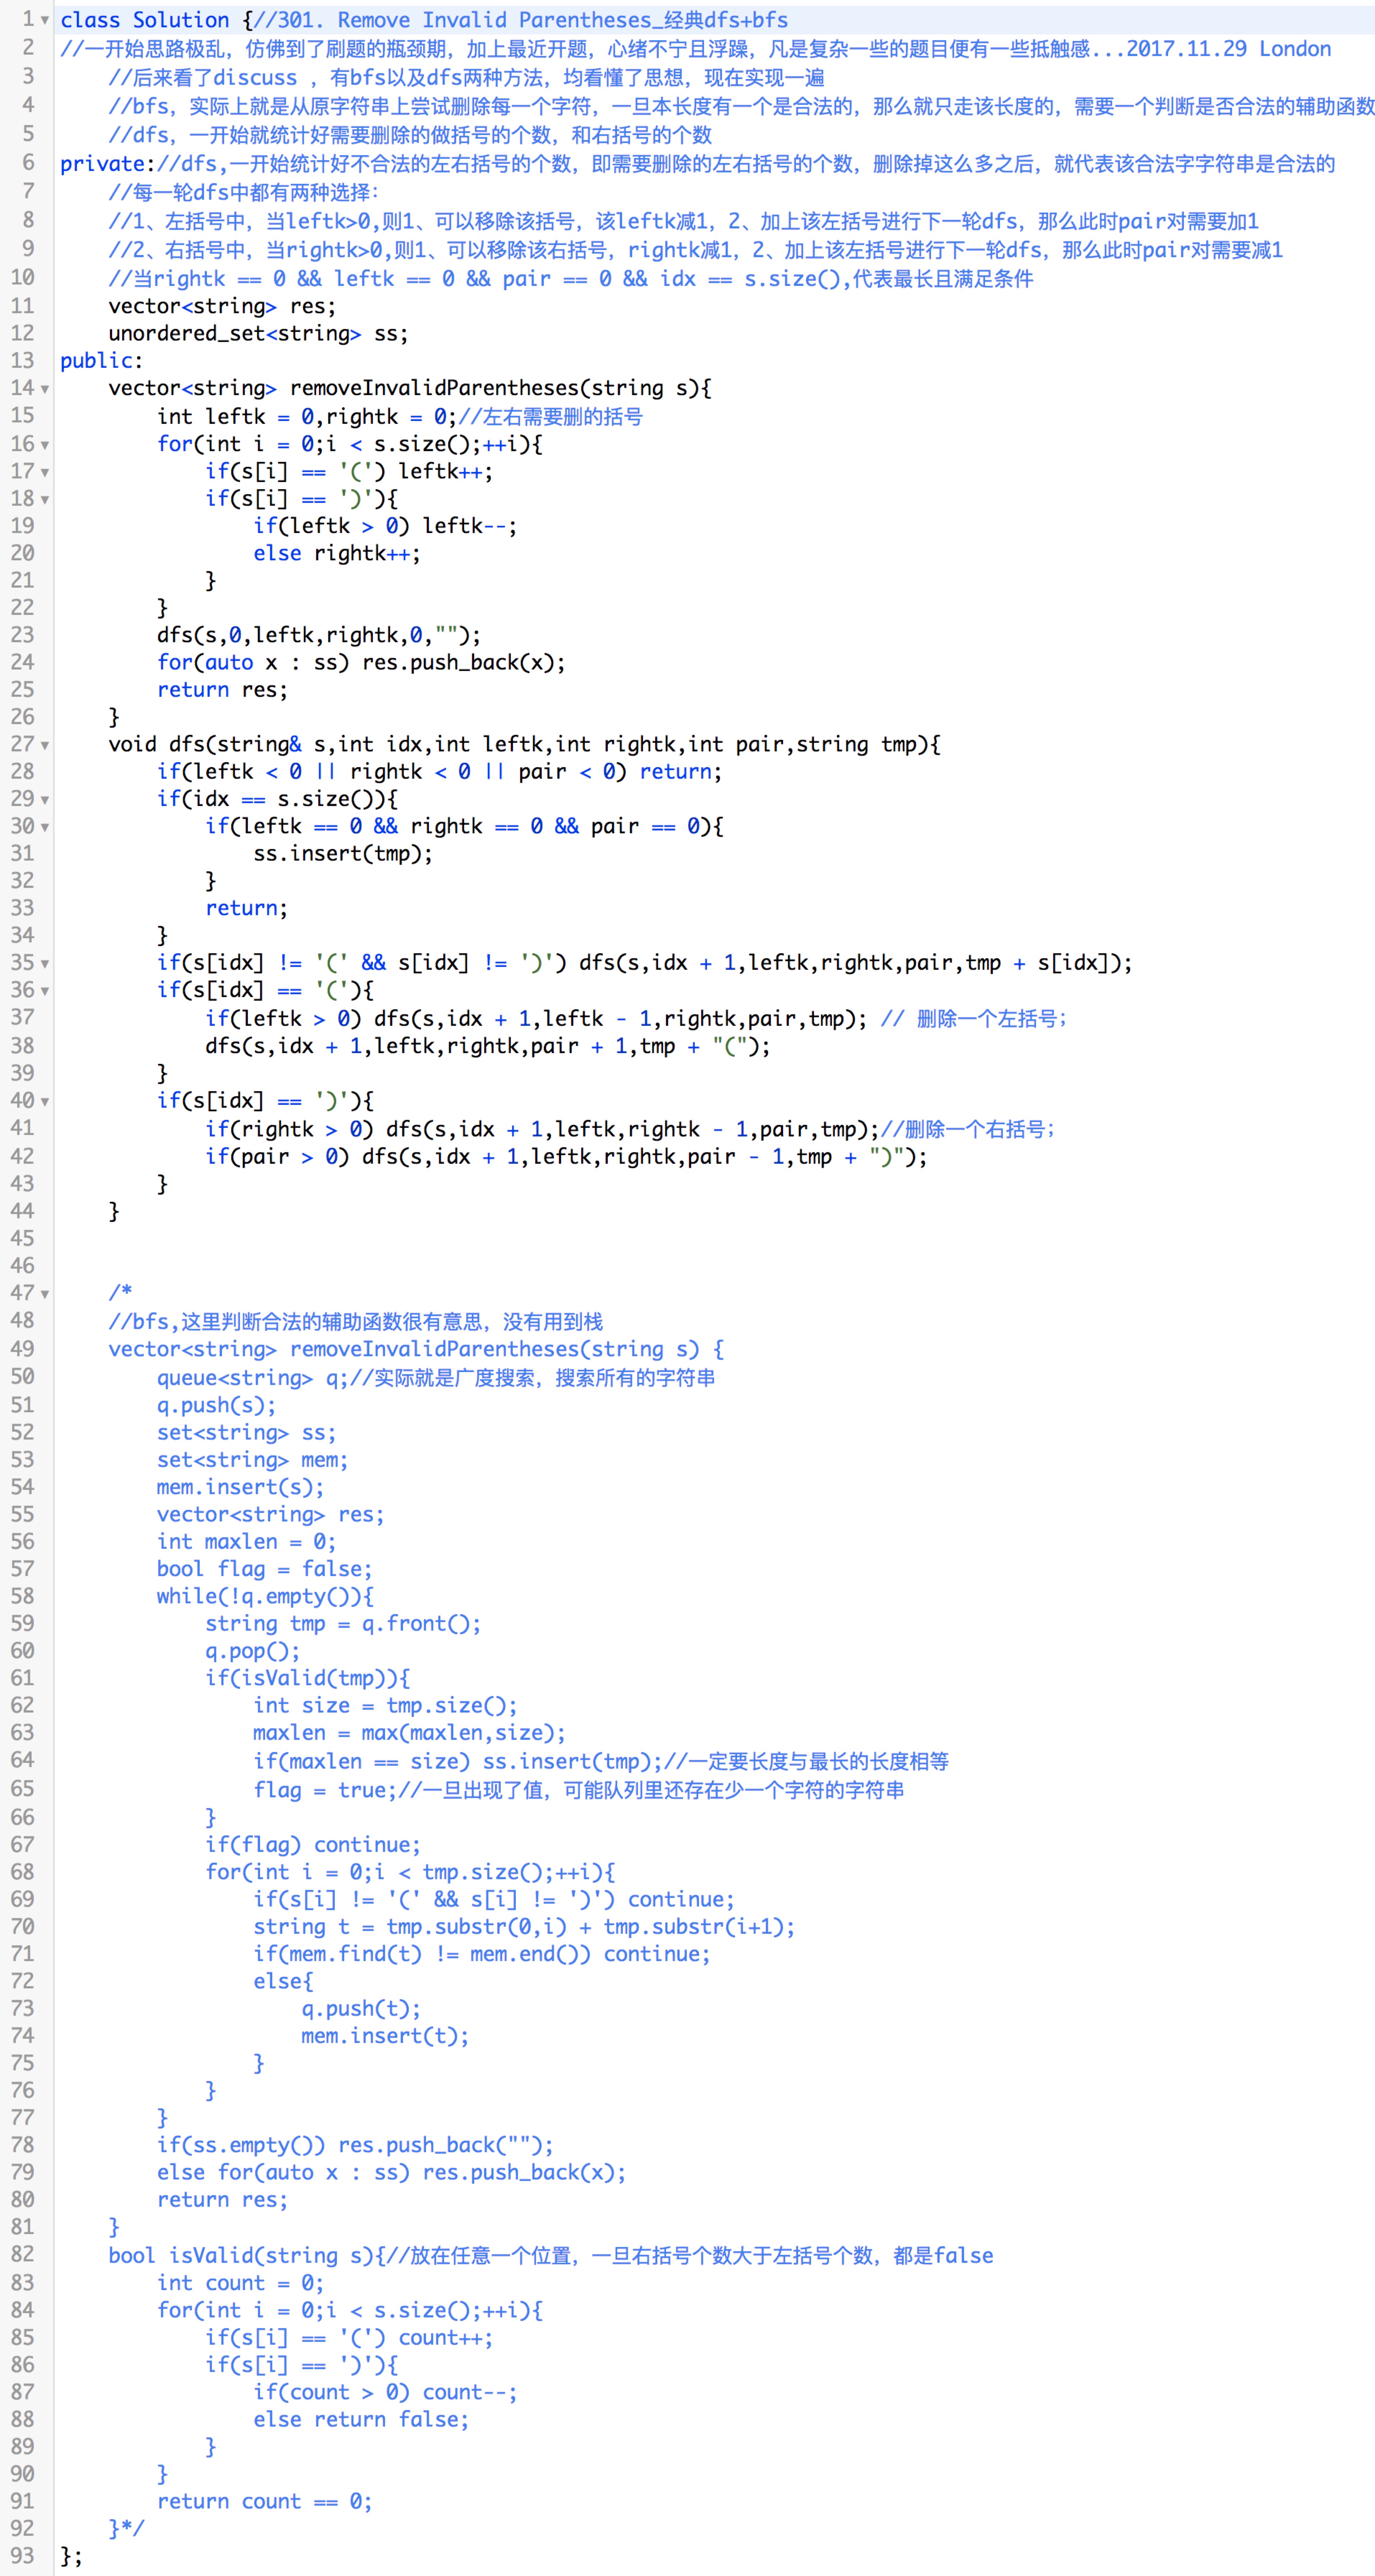 1 class Solution {//301. Remove Invalid Parentheses_经典dfs+bfs
2 //一开始思路极乱，仿佛到了刷题的瓶颈期，加上最近开题，心绪不宁且浮躁，凡是复杂一些的题目便有一些抵触感...2017.11.29 London
3     //后来看了discuss ，有bfs以及dfs两种方法，均看懂了思想，现在实现一遍
4     //bfs，实际上就是从原字符串上尝试删除每一个字符，一旦本长度有一个是合法的，那么就只走该长度的，需要一个判断是否合法的辅助函数
5     //dfs，一开始就统计好需要删除的做括号的个数，和右括号的个数
6 private://dfs,一开始统计好不合法的左右括号的个数，即需要删除的左右括号的个数，删除掉这么多之后，就代表该合法字字符串是合法的
7     //每一轮dfs中都有两种选择：
8     //1、左括号中，当leftk>0,则1、可以移除该括号，该leftk减1，2、加上该左括号进行下一轮dfs，那么此时pair对需要加1
9     //2、右括号中，当rightk>0,则1、可以移除该右括号，rightk减1，2、加上该左括号进行下一轮dfs，那么此时pair对需要减1
10     //当rightk == 0 && leftk == 0 && pair == 0 && idx == s.size(),代表最长且满足条件
11     vector<string> res;
12     unordered_set<string> ss;
13 public:
14     vector<string> removeInvalidParentheses(string s){
15         int leftk = 0,rightk = 0;//左右需要删的括号
16         for(int i = 0;i < s.size();++i){
17             if(s[i] == '(') leftk++;
18             if(s[i] == ')'){
19                 if(leftk > 0) leftk--;
20                 else rightk++;
21             }
22         }
23         dfs(s,0,leftk,rightk,0,"");
24         for(auto x : ss) res.push_back(x);
25         return res;
26     }
27     void dfs(string& s,int idx,int leftk,int rightk,int pair,string tmp){
28         if(leftk < 0 || rightk < 0 || pair < 0) return;
29         if(idx == s.size()){
30             if(leftk == 0 && rightk == 0 && pair == 0){
31                 ss.insert(tmp);
32             }
33             return;
34         }
35         if(s[idx] != '(' && s[idx] != ')') dfs(s,idx + 1,leftk,rightk,pair,tmp + s[idx]);
36         if(s[idx] == '('){
37             if(leftk > 0) dfs(s,idx + 1,leftk - 1,rightk,pair,tmp); // 删除一个左括号；
38             dfs(s,idx + 1,leftk,rightk,pair + 1,tmp + "(");
39         }
40         if(s[idx] == ')'){
41             if(rightk > 0) dfs(s,idx + 1,leftk,rightk - 1,pair,tmp);//删除一个右括号；
42             if(pair > 0) dfs(s,idx + 1,leftk,rightk,pair - 1,tmp + ")");
43         }
44     }
45
46
47     /*
48     //bfs,这里判断合法的辅助函数很有意思，没有用到栈
49     vector<string> removeInvalidParentheses(string s) {
50         queue<string> q;//实际就是广度搜索，搜索所有的字符串
51         q.push(s);
52         set<string> ss;
53         set<string> mem;
54         mem.insert(s);
55         vector<string> res;
56         int maxlen = 0;
57         bool flag = false;
58         while(!q.empty()){
59             string tmp = q.front();
60             q.pop();
61             if(isValid(tmp)){
62                 int size = tmp.size();
63                 maxlen = max(maxlen,size);
64                 if(maxlen == size) ss.insert(tmp);//一定要长度与最长的长度相等
65                 flag = true;//一旦出现了值，可能队列里还存在少一个字符的字符串
66             }
67             if(flag) continue;
68             for(int i = 0;i < tmp.size();++i){
69                 if(s[i] != '(' && s[i] != ')') continue;
70                 string t = tmp.substr(0,i) + tmp.substr(i+1);
71                 if(mem.find(t) != mem.end()) continue;
72                 else{
73                     q.push(t);
74                     mem.insert(t);
75                 }
76             }
77         }
78         if(ss.empty()) res.push_back("");
79         else for(auto x : ss) res.push_back(x);
80         return res;
81     }
82     bool isValid(string s){//放在任意一个位置，一旦右括号个数大于左括号个数，都是false
83         int count = 0;
84         for(int i = 0;i < s.size();++i){
85             if(s[i] == '(') count++;
86             if(s[i] == ')'){
87                 if(count > 0) count--;
88                 else return false;
89             }
90         }
91         return count == 0;
92     }*/
93 };